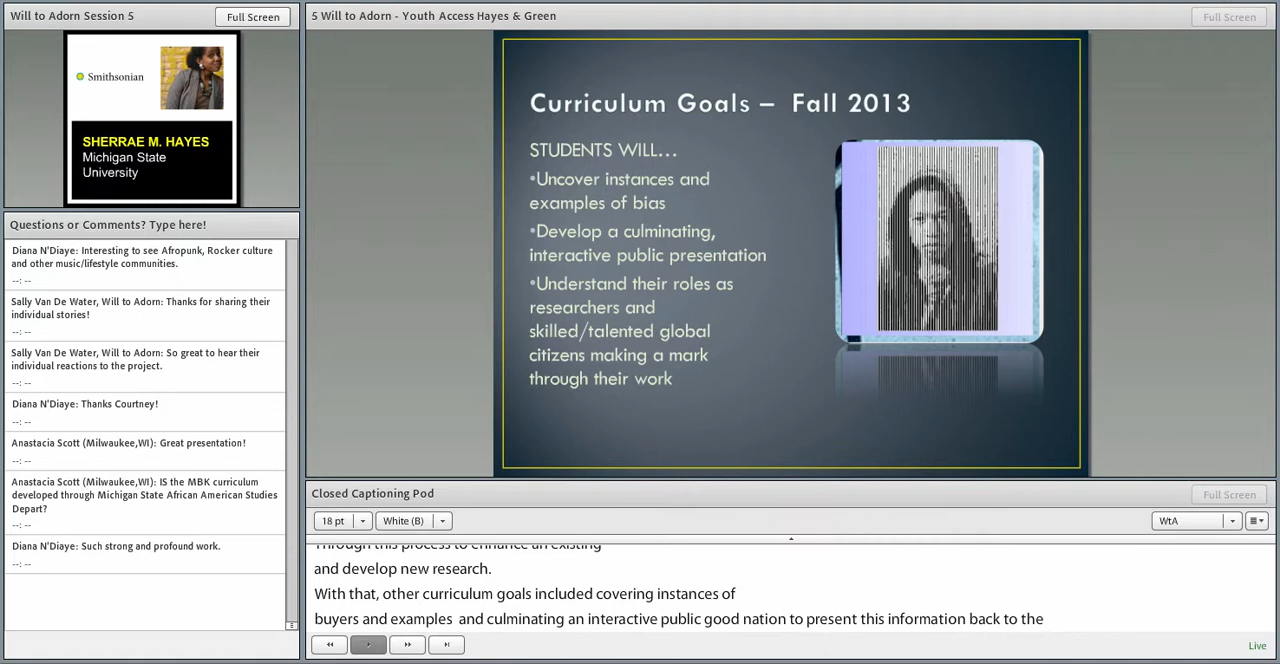 Will to Adorn Session 5
Full Screen
Smithsonian
SHERRAE M. HAYES
Michigan State
University
Questions or Comments? Type here!
Diana N'Diaye: Interesting to see Afropunk, Rocker culture
and other music/lifestyle communities.
--: --
Sally Van De Water, Will to Adorn: Thanks for sharing their
individual stories!
--: --
Sally Van De Water, Will to Adorn: So great to hear their
individual reactions to the project.
--: --
Diana N'Diaye: Thanks Courtney!
--: --
Anastacia Scott (Milwaukee,WI): Great presentation!
--: --
Anastacia Scott (Milwaukee,WI): IS the MBK curriculum
developed through Michigan State African American Studies
Depart?
--: --
Diana N'Diaye: Such strong and profound work.
--: --
5 Will to Adorn - Youth Access Hayes & Green
Full Screen
Curriculum Goals – Fall 2013
STUDENTS WILL...
•Uncover instances and
examples of bias
•Develop a culminating,
interactive public presentation
•Understand their roles as
researchers and
skilled/talented global
citizens making a mark
through their work
Closed Captioning Pod
Full Screen
18 pt
White (B)
WtA
Through this process to enhance an existing
and develop new research.
With that, other curriculum goals included covering instances of
buyers and examples  and culminating an interactive public good nation to present this information back to the
Live